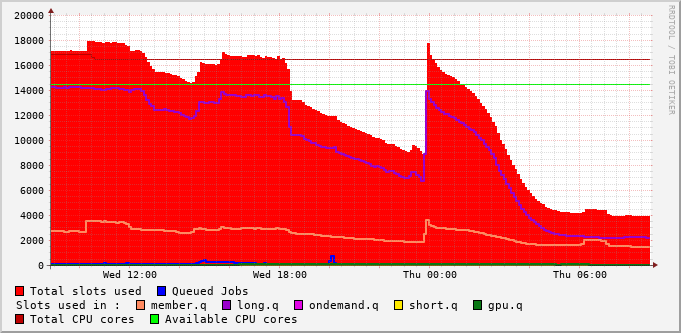 20000
18000
16000
14000
12000
10000
8000
6000
4000
2000
0
Wed 12:00 Wed 18:00 Thu 00:00 Thu 06:00
RRDTOOL / TOBI OETIKER
Total slots used Queued Jobs
Slots used in : member.q long.q ondemand.q short.q gpu.q
Total CPU cores Available CPU cores